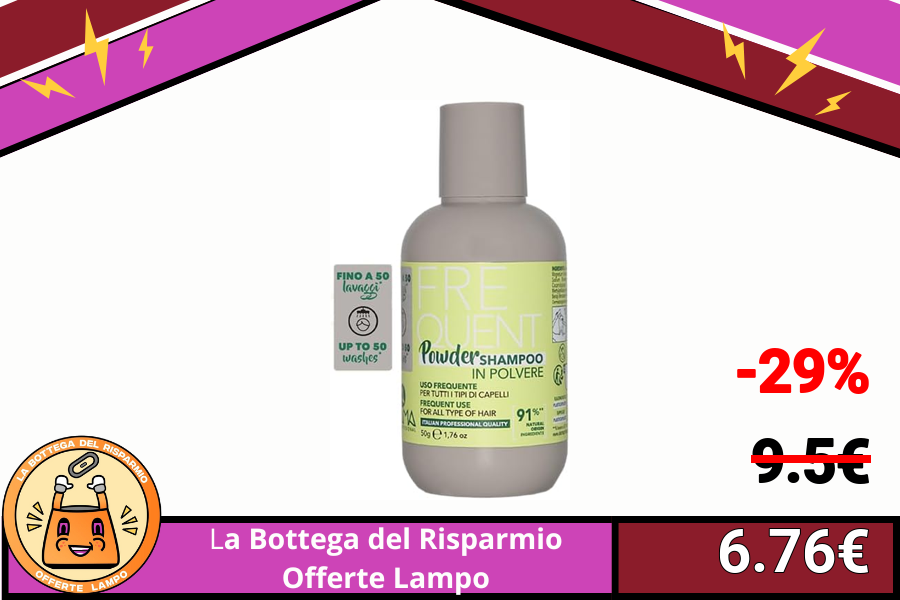 FINO A 50
lavaggi*
UP TO 50
washes*
FRE
QUENT
Powder SHAMPOO
IN POLVERE
USO FREQUENTE
PER TUTTI I TIPI DI CAPELLI
FREQUENT USE
FOR ALL TYPE OF HAIR
ITALIAN PROFESSIONAL QUALITY
50g e 1,76 oz
91%**
NATURAL
ORIGIN
INGREDIENTS
-29%
9.5€
6.76€
LA BOTTEGA DEL RISPARMIO
OFFERTE LAMPO
La Bottega del Risparmio
Offerte Lampo